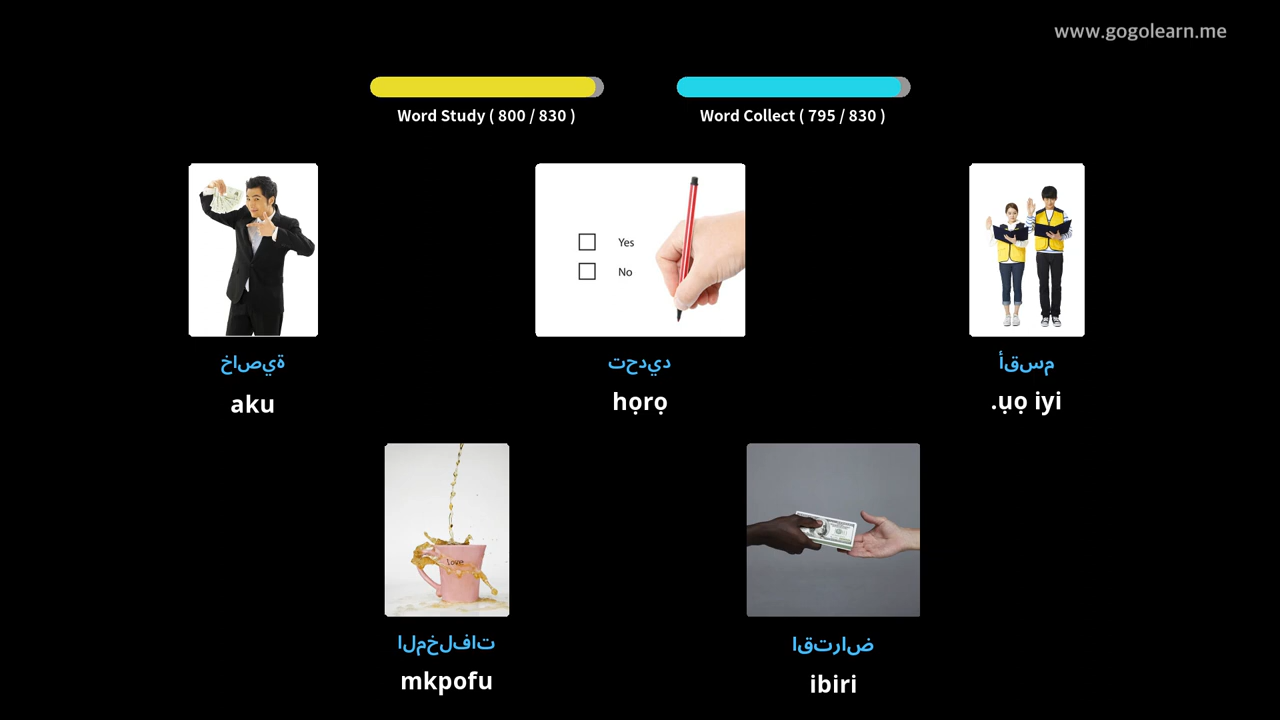 www.gogolearn.me
Word Study ( 800 / 830 )
Word Collect ( 795 / 830 )
خاصية
aku
Yes
No
تحديد
họrọ
أقسم
.ụọ iyi
love
المخلفات
mkpofu
اقتراض
ibiri